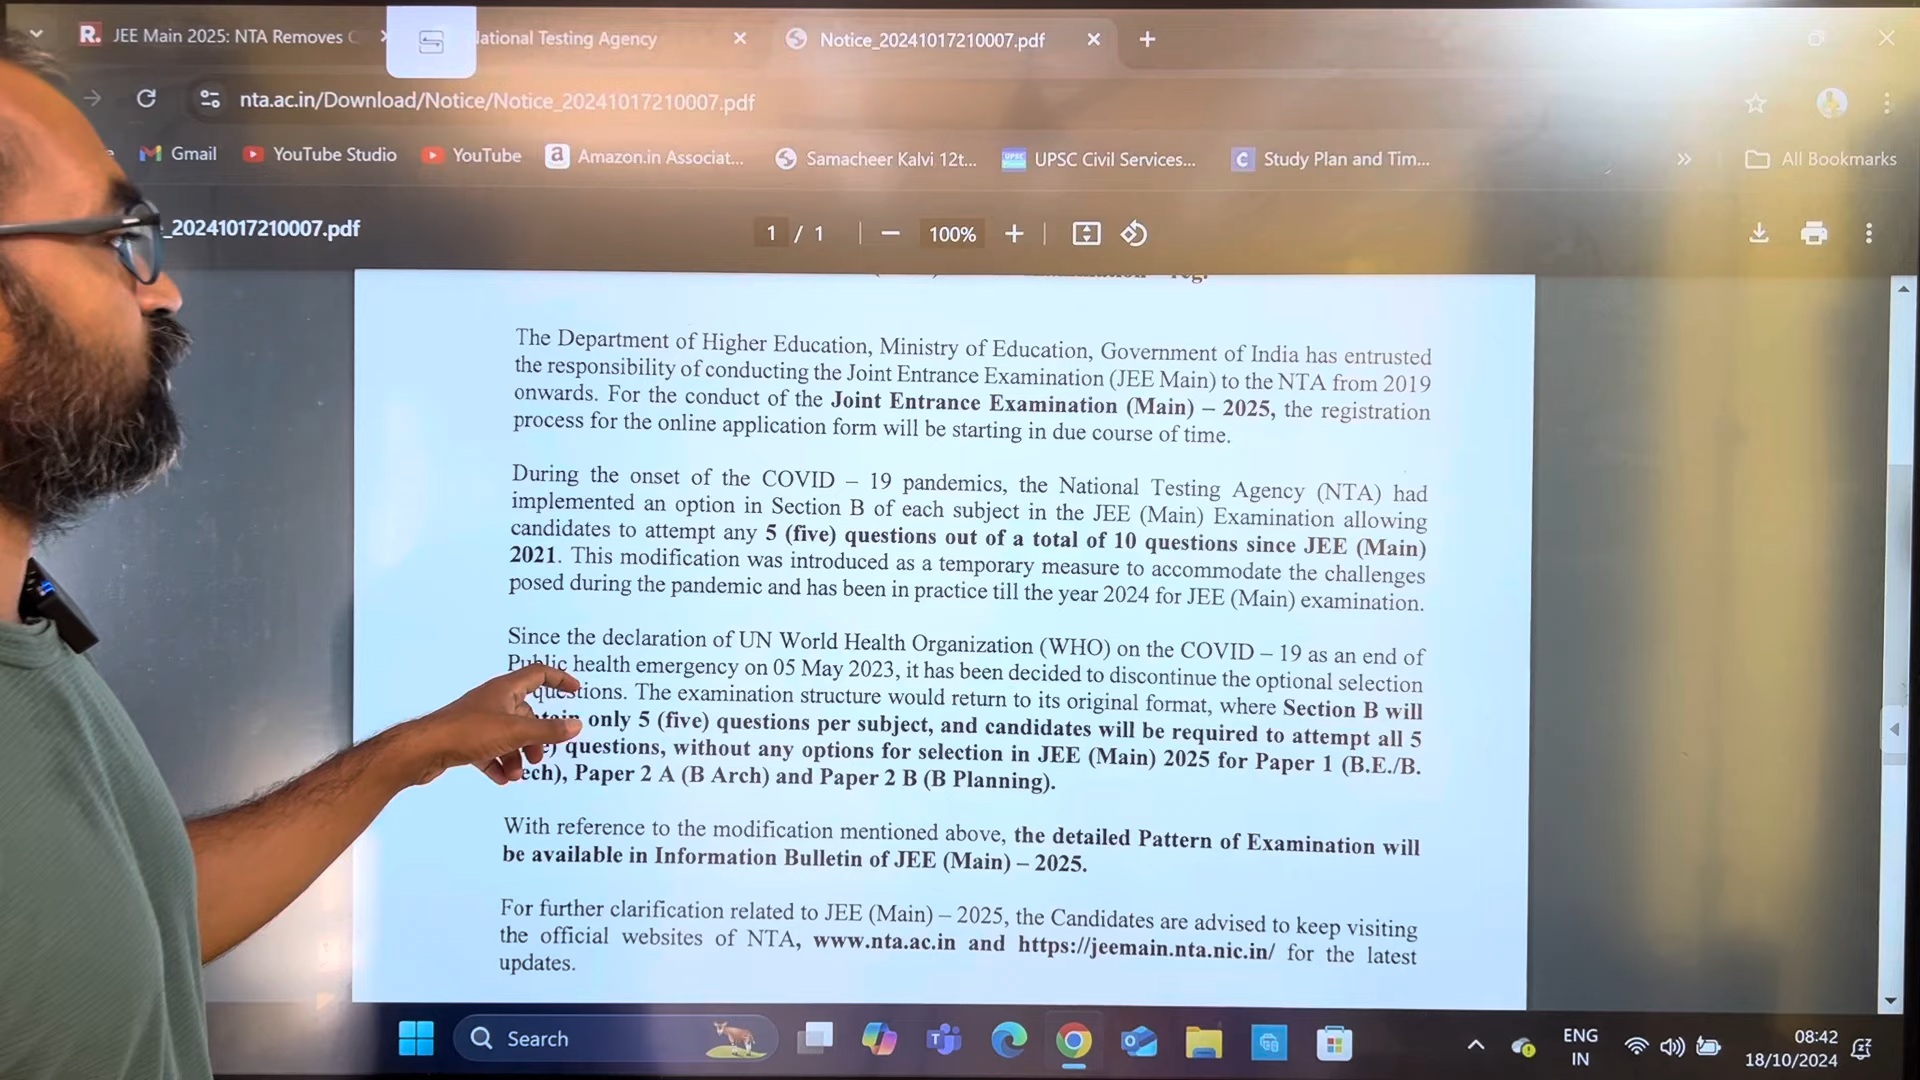 JEE Main 2025: NTA Removes
National Testing Agency
Notice_20241017210007.pdf
nta.ac.in/Download/Notice/Notice_20241017210007.pdf
Gmail
YouTube Studio
YouTube
Amazon.in Associat...
Samacheer Kalvi 12t...
UPSC Civil Services...
Study Plan and Tim...
All Bookmarks
_20241017210007.pdf
1 / 1
100%
reg.
The Department of Higher Education, Ministry of Education, Government of India has entrusted
the responsibility of conducting the Joint Entrance Examination (JEE Main) to the NTA from 2019
onwards. For the conduct of the Joint Entrance Examination (Main) – 2025, the registration
process for the online application form will be starting in due course of time.
During the onset of the COVID – 19 pandemics, the National Testing Agency (NTA) had
implemented an option in Section B of each subject in the JEE (Main) Examination allowing
candidates to attempt any 5 (five) questions out of a total of 10 questions since JEE (Main)
2021. This modification was introduced as a temporary measure to accommodate the challenges
posed during the pandemic and has been in practice till the year 2024 for JEE (Main) examination.
Since the declaration of UN World Health Organization (WHO) on the COVID – 19 as an end of
Public health emergency on 05 May 2023, it has been decided to discontinue the optional selection
questions. The examination structure would return to its original format, where Section B will
only 5 (five) questions per subject, and candidates will be required to attempt all 5
questions, without any options for selection in JEE (Main) 2025 for Paper 1 (B.E./B.
ech), Paper 2 A (B Arch) and Paper 2 B (B Planning).
With reference to the modification mentioned above, the detailed Pattern of Examination will
be available in Information Bulletin of JEE (Main) – 2025.
For further clarification related to JEE (Main) – 2025, the Candidates are advised to keep visiting
the official websites of NTA, www.nta.ac.in and https://jeemain.nta.nic.in/ for the latest
updates.
Search
ENG
IN
08:42
18/10/2024